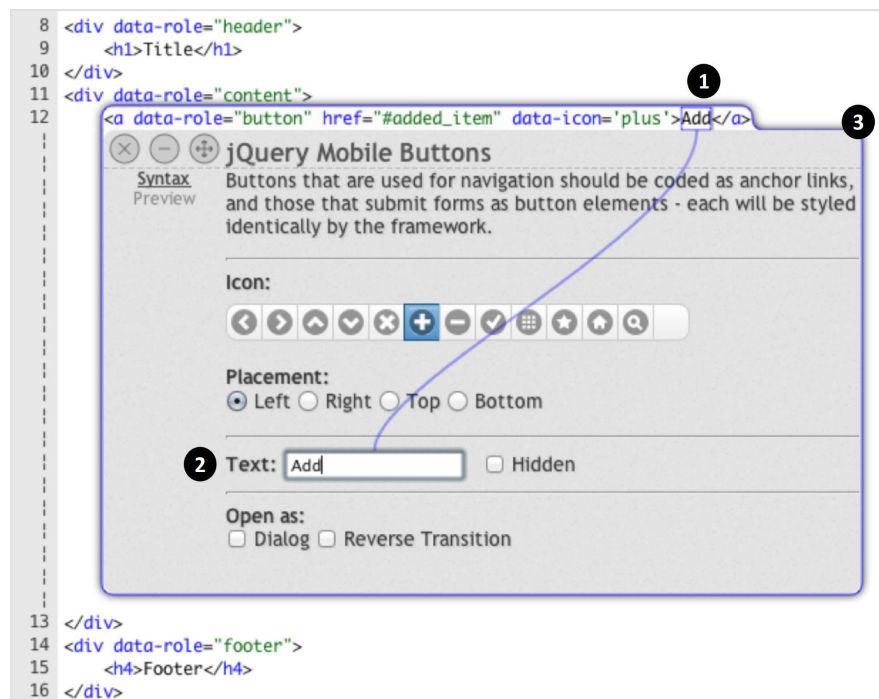 8 <div data-role="header">
9 <h1>Title</h1>
10 </div>
11 <div data-role="content">
1
12 <a data-role="button" href="#added_item" data-icon='plus'>Add</a>
3
jQuery Mobile Buttons
Syntax
Preview
Buttons that are used for navigation should be coded as anchor links,
and those that submit forms as button elements - each will be styled
identically by the framework.
Icon:
Placement:
Left Right Top Bottom
2 Text: Add Hidden
Open as:
Dialog Reverse Transition
13 </div>
14 <div data-role="footer">
15 <h4>Footer</h4>
16 </div>